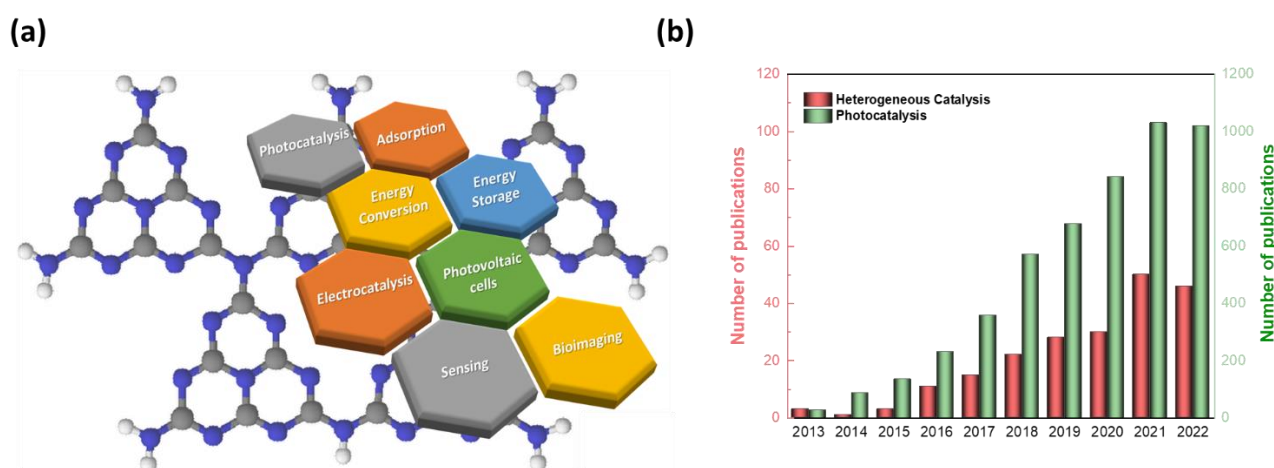 (a)
Photocatalysis
Adsorption
Energy
Conversion
Energy
Storage
Electrocatalysis
Photovoltaic
cells
Sensing
Bioimaging
(b)
Number of publications
120
100
80
60
40
20
0
Heterogeneous Catalysis
Photocatalysis
1200
1000
800
600
400
200
0
Number of publications
2013 2014 2015 2016 2017 2018 2019 2020 2021 2022